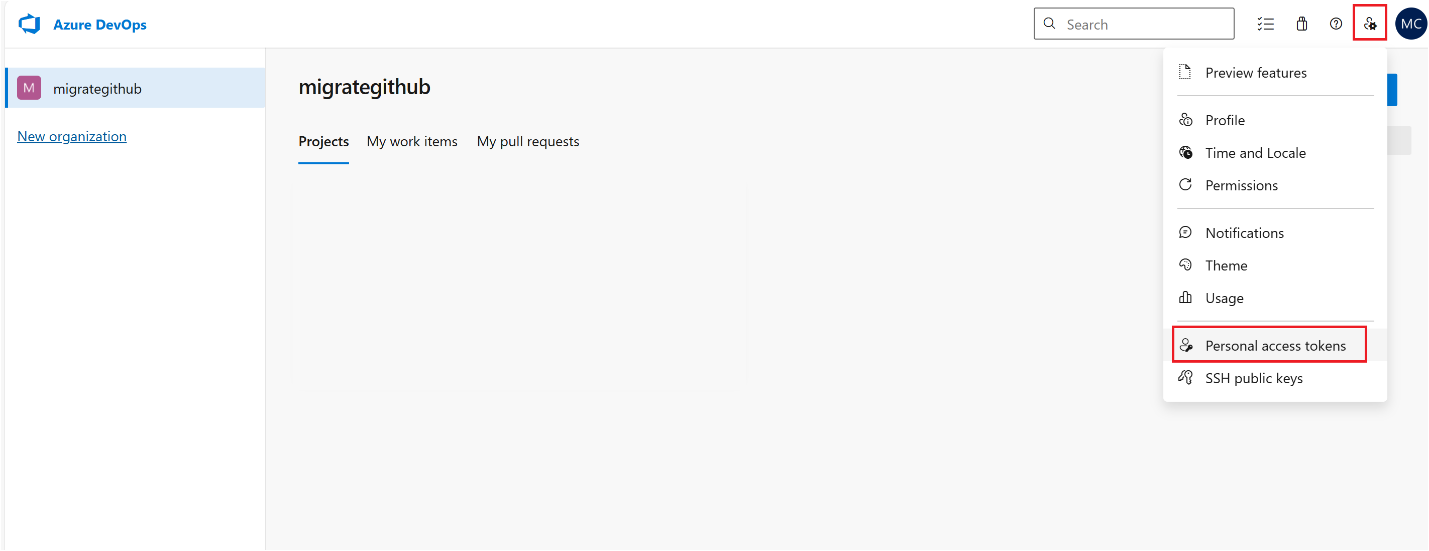 Azure DevOps
Search
MC
M
migrategithub
New organization
migrategithub
Projects
My work items
My pull requests
Preview features
Profile
Time and Locale
Permissions
Notifications
Theme
Usage
Personal access tokens
SSH public keys